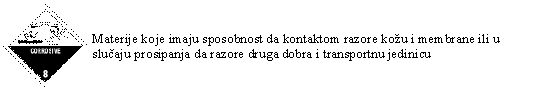 Materije koje imaju sposobnost da kontaktom razore kožu i membrane ili u
slučaju prosipanja da razore druga dobra i transportnu jedinicu
CORROSIVE
8